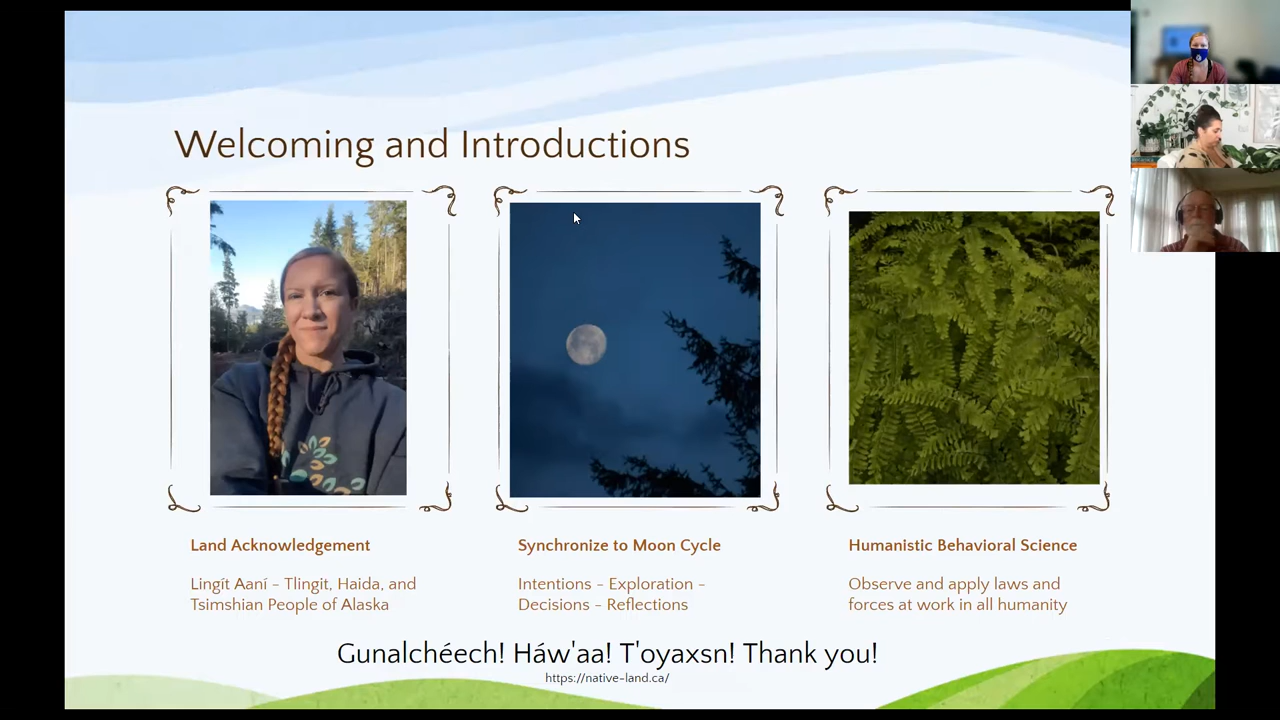 Welcoming and Introductions
Land Acknowledgement
Lingít Aaní - Tlingit, Haida, and
Tsimshian People of Alaska
Synchronize to Moon Cycle
Intentions - Exploration -
Decisions - Reflections
Humanistic Behavioral Science
Observe and apply laws and
forces at work in all humanity
Gunalchéech! Háw'aa! T'oyaxsn! Thank you!
https://native-land.ca/